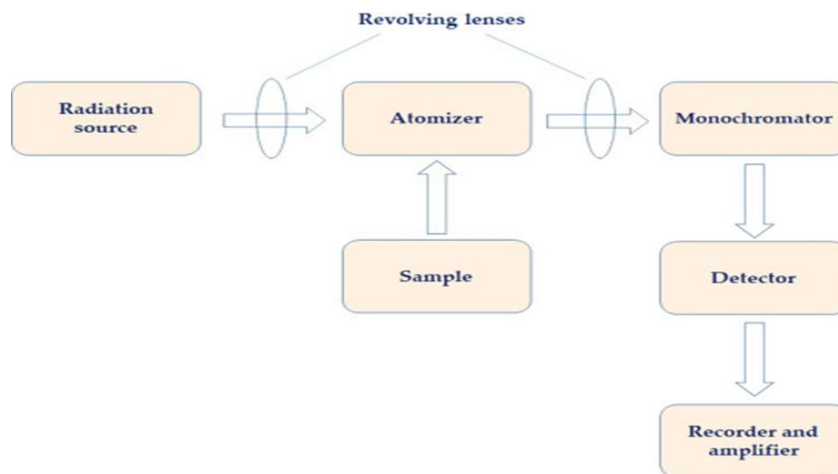 Revolving lenses
Radiation
source
Atomizer
Monochromator
Sample
Detector
Recorder and
amplifier